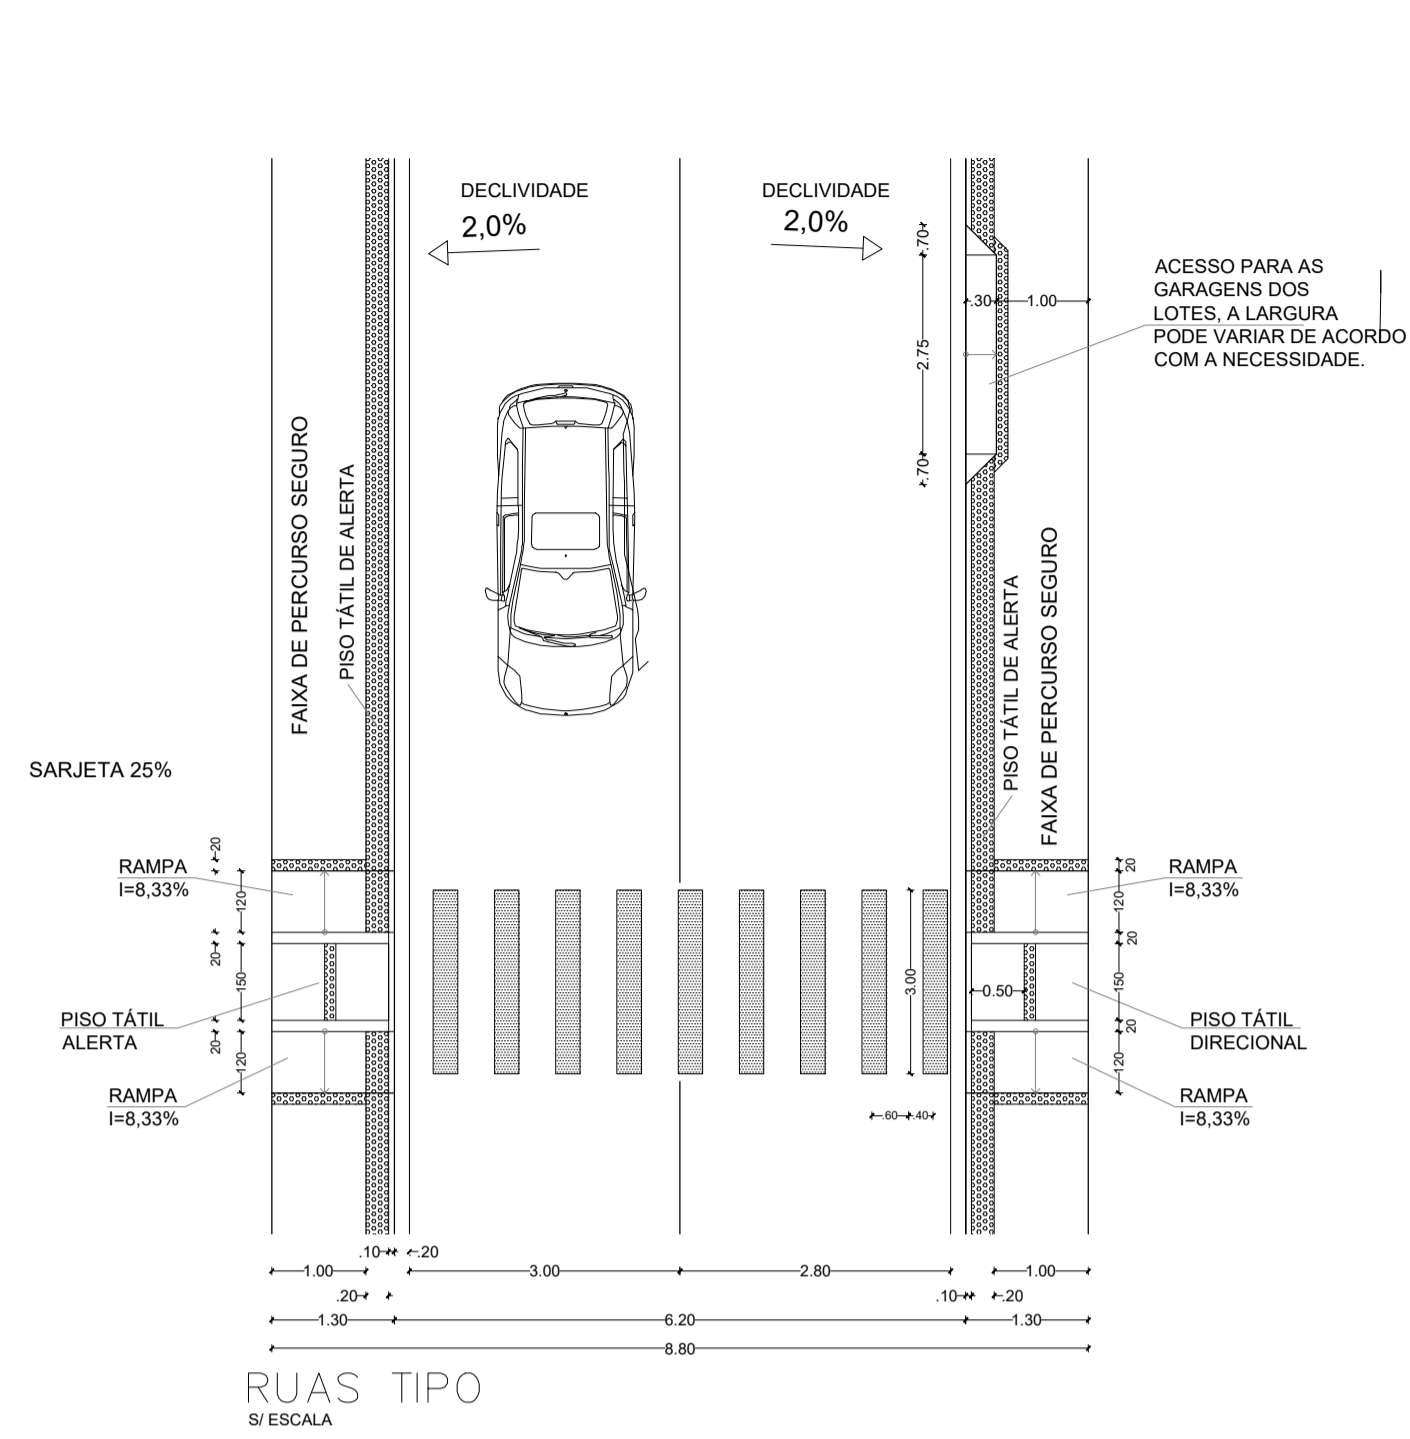 DECLIVIDADE
2,0%
DECLIVIDADE
2,0%
.70
2.75
.70
.30
1.00
ACESSO PARA AS
GARAGENS DOS
LOTES, A LARGURA
PODE VARIAR DE ACORDO
COM A NECESSIDADE.
FAIXA DE PERCURSO SEGURO
PISO TÁTIL DE ALERTA
PISO TÁTIL DE ALERTA
FAIXA DE PERCURSO SEGURO
SARJETA 25%
20
RAMPA
I=8,33%
120
20
150
PISO TÁTIL
ALERTA
20
120
RAMPA
I=8,33%
3.00
.60
.40
0.50
20
RAMPA
I=8,33%
120
20
150
PISO TÁTIL
DIRECIONAL
20
120
RAMPA
I=8,33%
.10
.20
1.00
3.00
2.80
1.00
.20
.10
.20
1.30
6.20
1.30
8.80
RUAS TIPO
S/ ESCALA